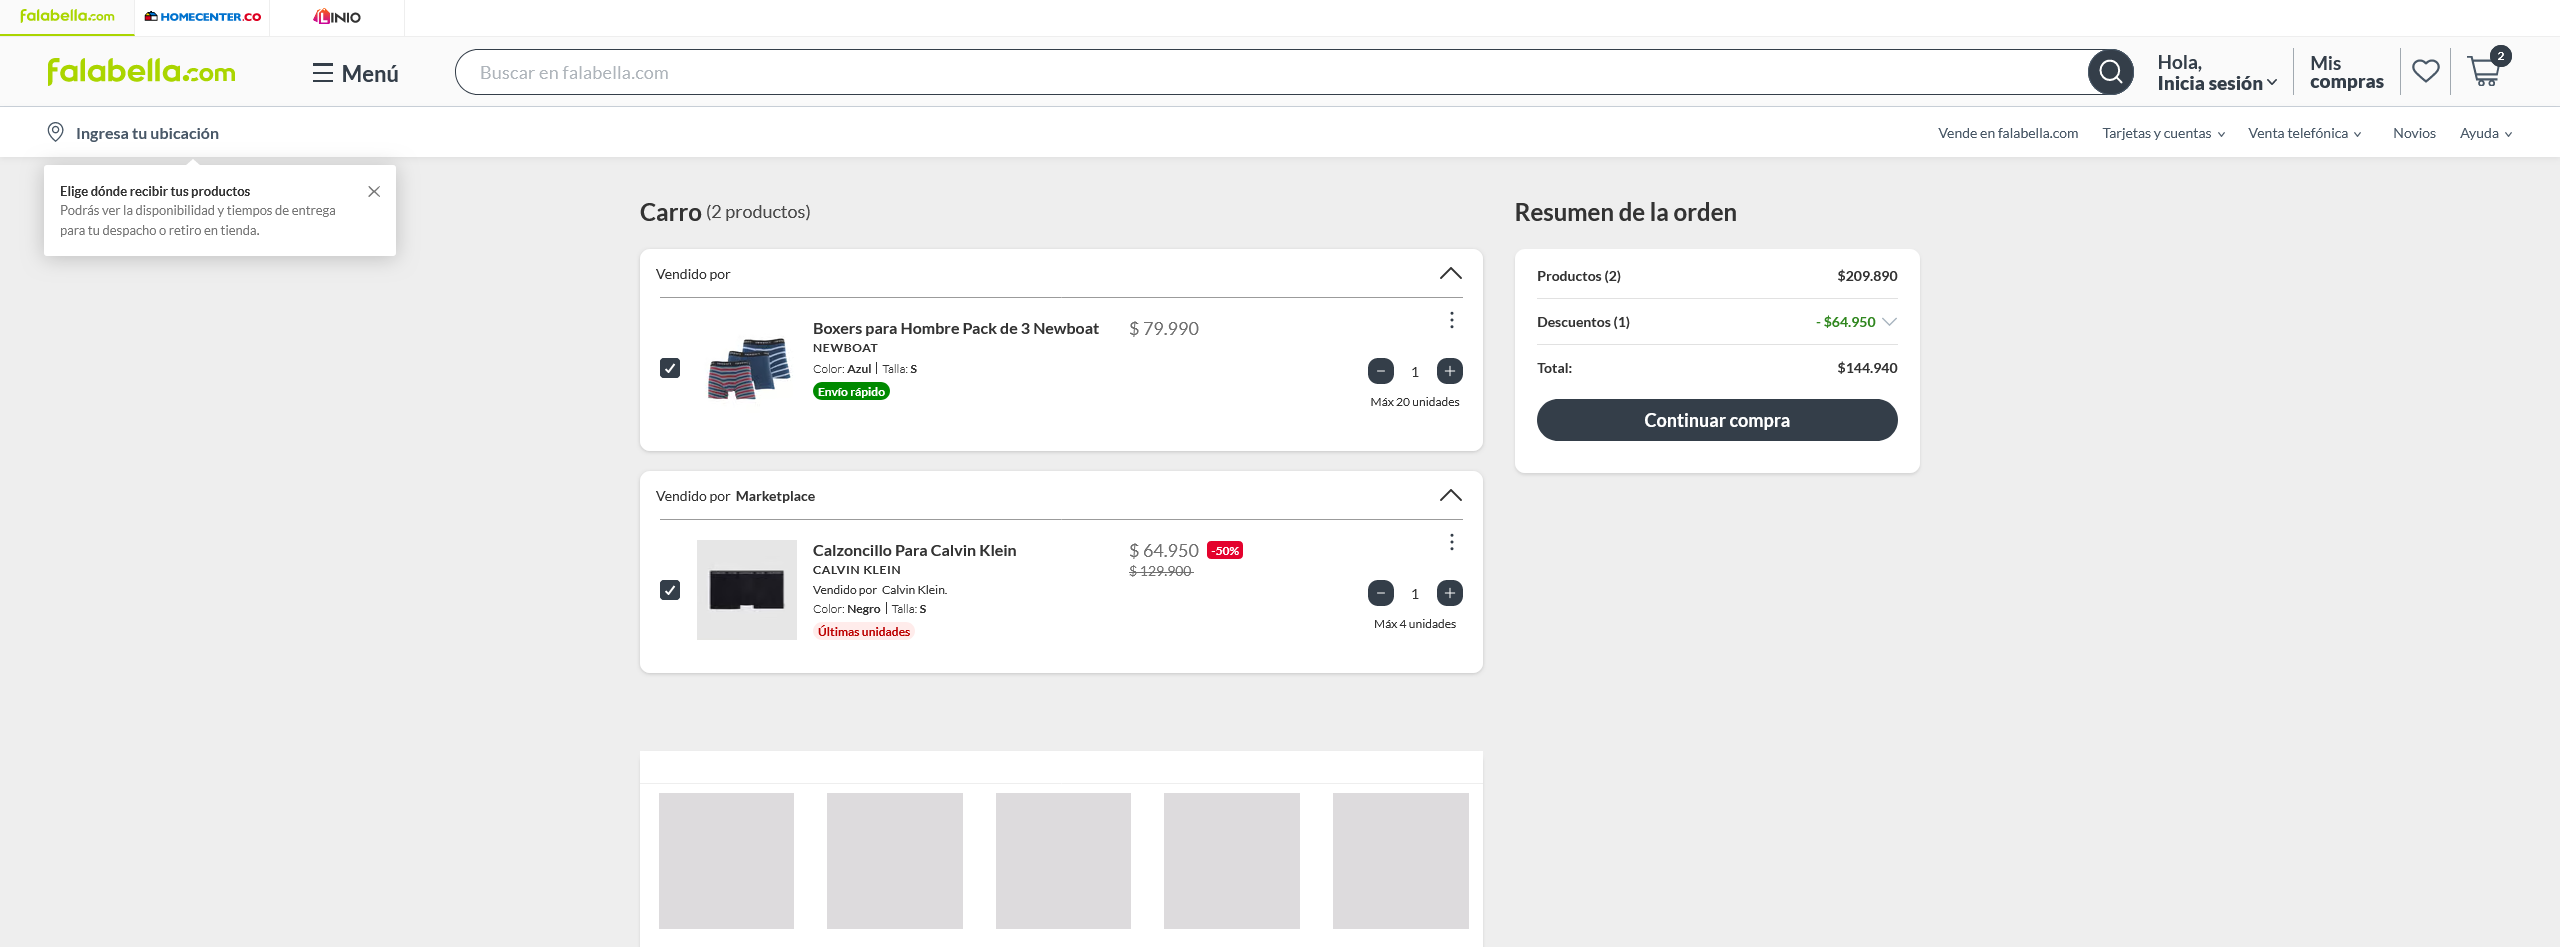 falabella.com
HOMECENTER.CO
LINIO
falabella.com
Menú
Buscar en falabella.com
Hola,
Inicia sesión
Mis
compras
2
Ingresa tu ubicación
Vende en falabella.com
Tarjetas y cuentas
Venta telefónica
Novios
Ayuda
Elige dónde recibir tus productos
Podrás ver la disponibilidad y tiempos de entrega
para tu despacho o retiro en tienda.
Carro (2 productos)
Vendido por
Boxers para Hombre Pack de 3 Newboat
NEWBOAT
Color: Azul | Talla: S
Envío rápido
$ 79.990
1
Máx 20 unidades
Vendido por Marketplace
Calzoncillo Para Calvin Klein
CALVIN KLEIN
Vendido por Calvin Klein.
Color: Negro | Talla: S
Últimas unidades
$ 64.950 -50%
$ 129.900
1
Máx 4 unidades
Resumen de la orden
Productos (2) $209.890
Descuentos (1) - $64.950
Total: $144.940
Continuar compra